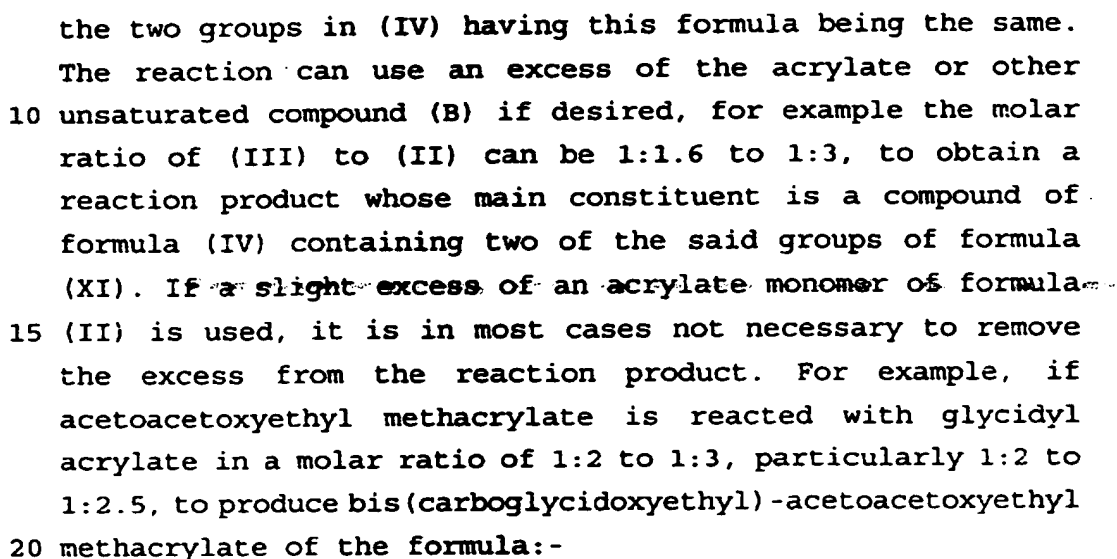 the two groups in (IV) having this formula being the same.
The reaction can use an excess of the acrylate or other
10 unsaturated compound (B) if desired, for example the molar
ratio of (III) to (II) can be 1:1.6 to 1:3, to obtain a
reaction product whose main constituent is a compound of
formula (IV) containing two of the said groups of formula
(XI). If a slight excess of an acrylate monomer of formula
15 (II) is used, it is in most cases not necessary to remove
the excess from the reaction product. For example, if
acetoacetoxyethyl methacrylate is reacted with glycidyl
acrylate in a molar ratio of 1:2 to 1:3, particularly 1:2 to
1:2.5, to produce bis(carboglycidoxyethyl)-acetoacetoxyethyl
20 methacrylate of the formula:-